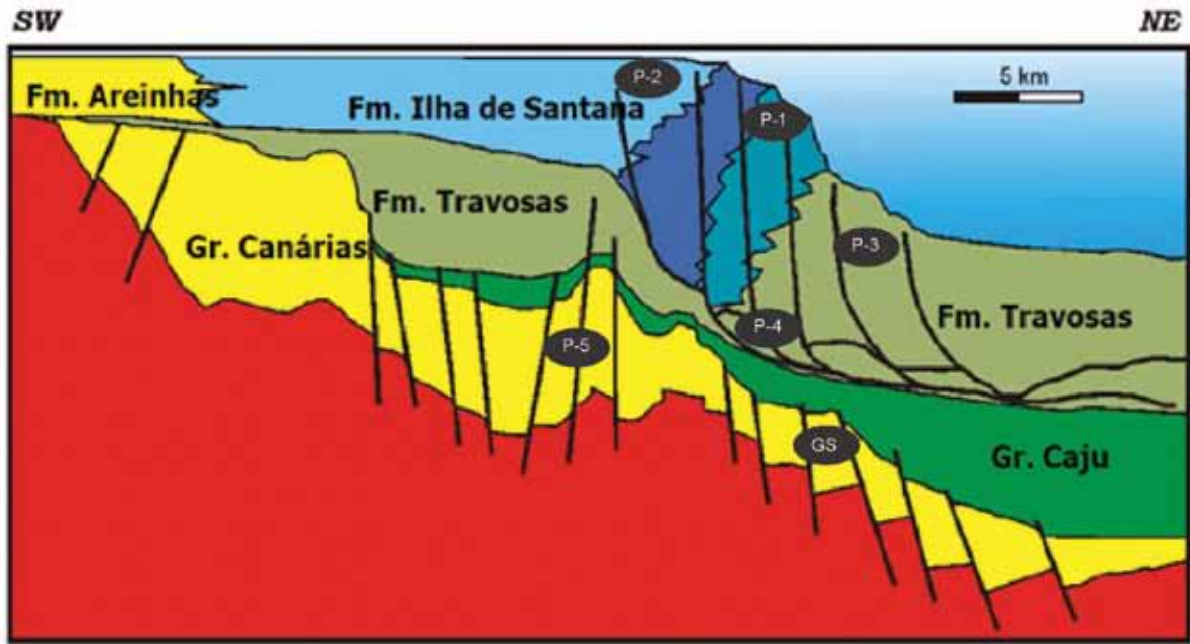 SW
NE
P-2
5 km
Fm. Areinhas
Fm. Ilha de Santana
P-1
Fm. Travosas
Gr. Canárias
P-3
Fm. Travosas
P-4
P-5
GS
Gr. Caju